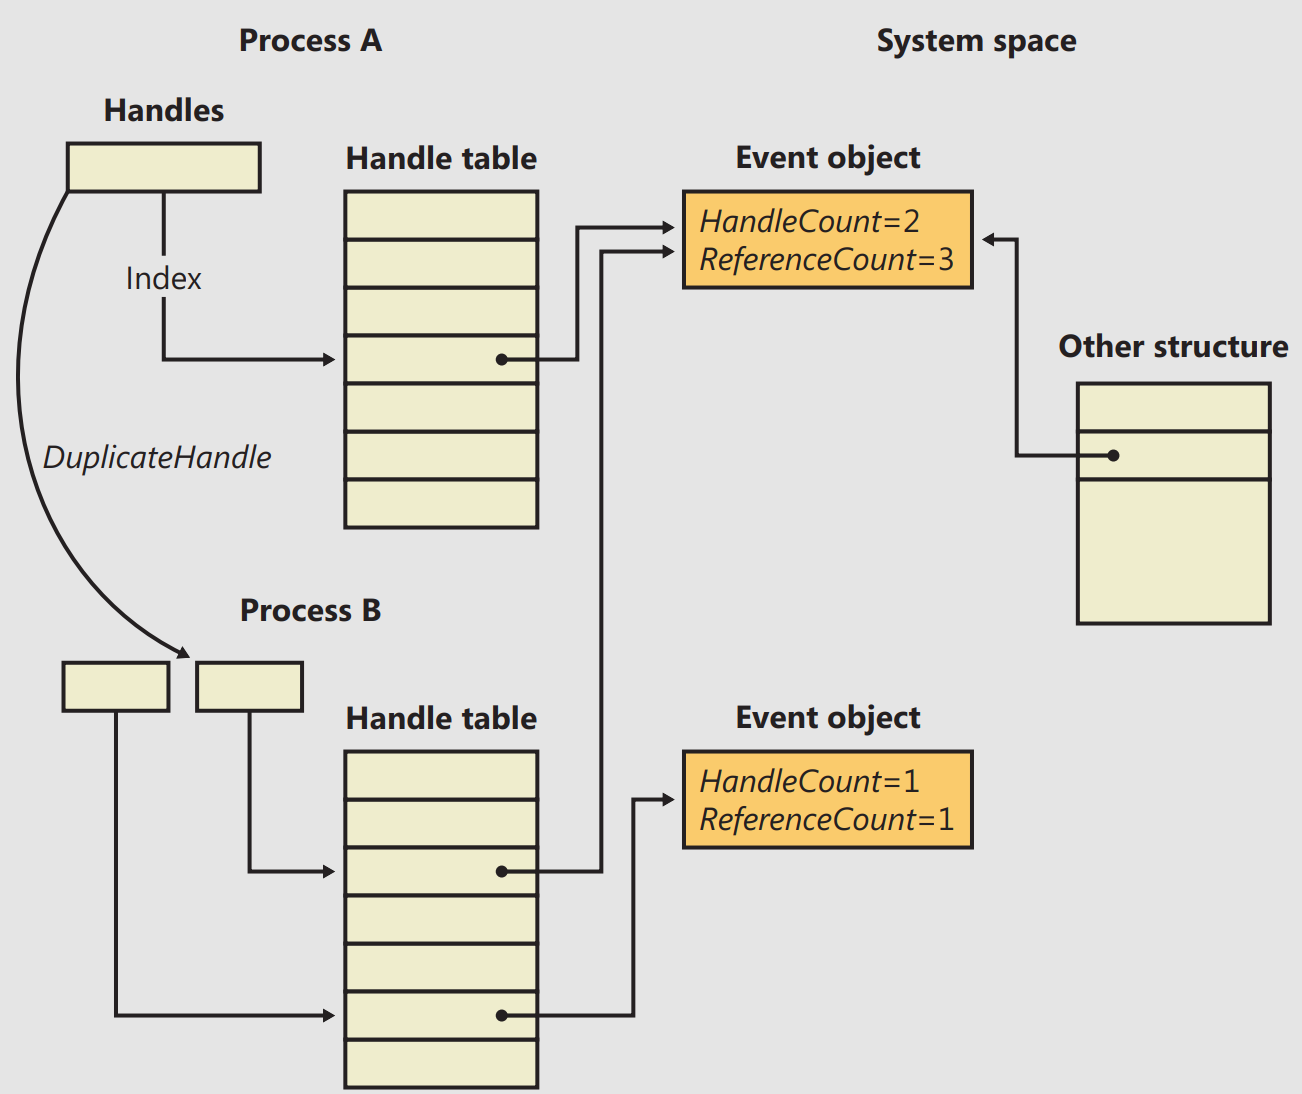 Process A
System space
Handles
Handle table
Event object
HandleCount=2
ReferenceCount=3
Index
Other structure
DuplicateHandle
Process B
Handle table
Event object
HandleCount=1
ReferenceCount=1